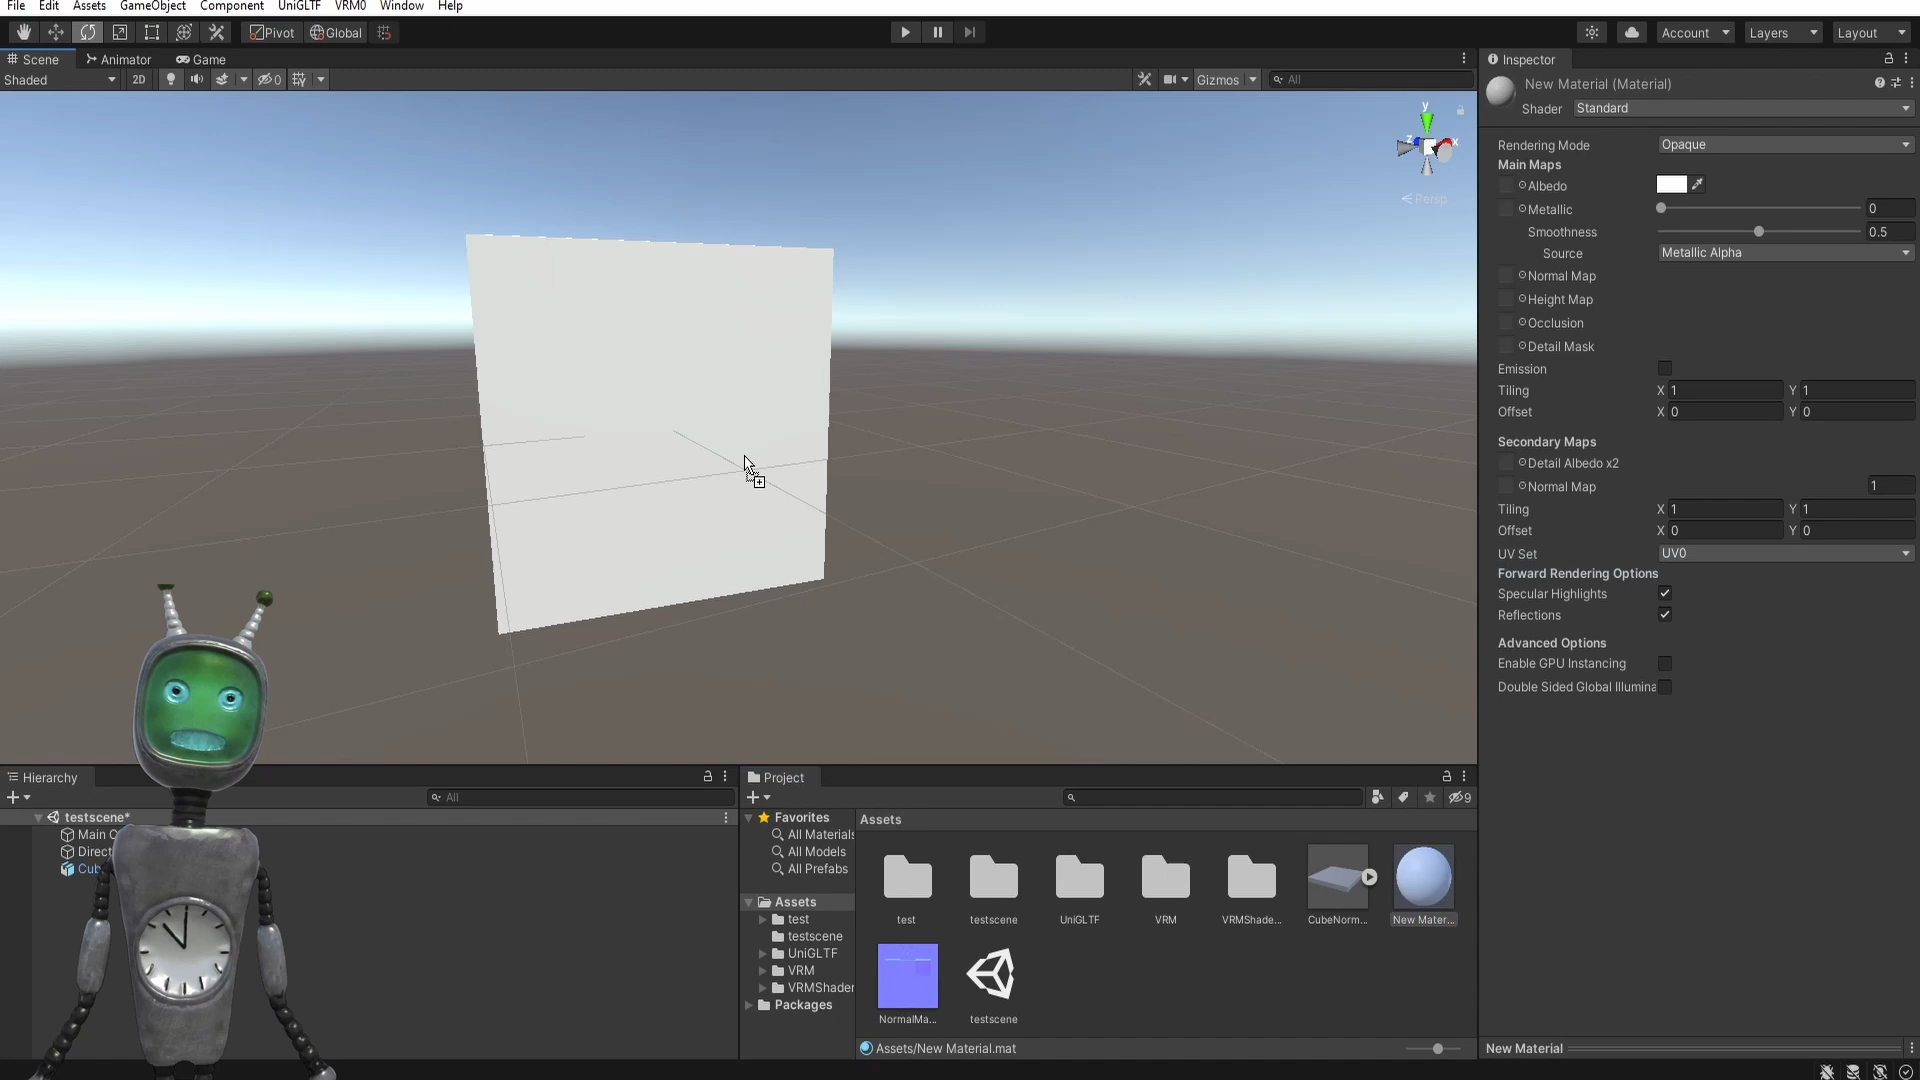 File Edit Assets GameObject Component UniGLTF VRM0 Window Help
Pivot Global Account Layers Layout
Scene Animator Game
Shaded 2D 0 Gizmos All
y
z x
Persp
Inspector
New Material (Material)
Shader Standard
Rendering Mode Opaque
Main Maps
Albedo
Metallic 0
Smoothness 0.5
Source Metallic Alpha
Normal Map
Height Map
Occlusion
Detail Mask
Emission
Tiling X 1 Y 1
Offset X 0 Y 0
Secondary Maps
Detail Albedo x2
Normal Map 1
Tiling X 1 Y 1
Offset X 0 Y 0
UV Set UV0
Forward Rendering Options
Specular Highlights
Reflections
Advanced Options
Enable GPU Instancing
Double Sided Global Illumina
New Material
Hierarchy
All
testscene*
Main C
Direct
Cub
Project
9
Favorites
All Materials
All Models
All Prefabs
Assets
test
testscene
UniGLTF
VRM
VRMShader
Packages
Assets
test testscene UniGLTF VRM VRMShade... CubeNorm... New Mater...
NormalMa... testscene
Assets/New Material.mat